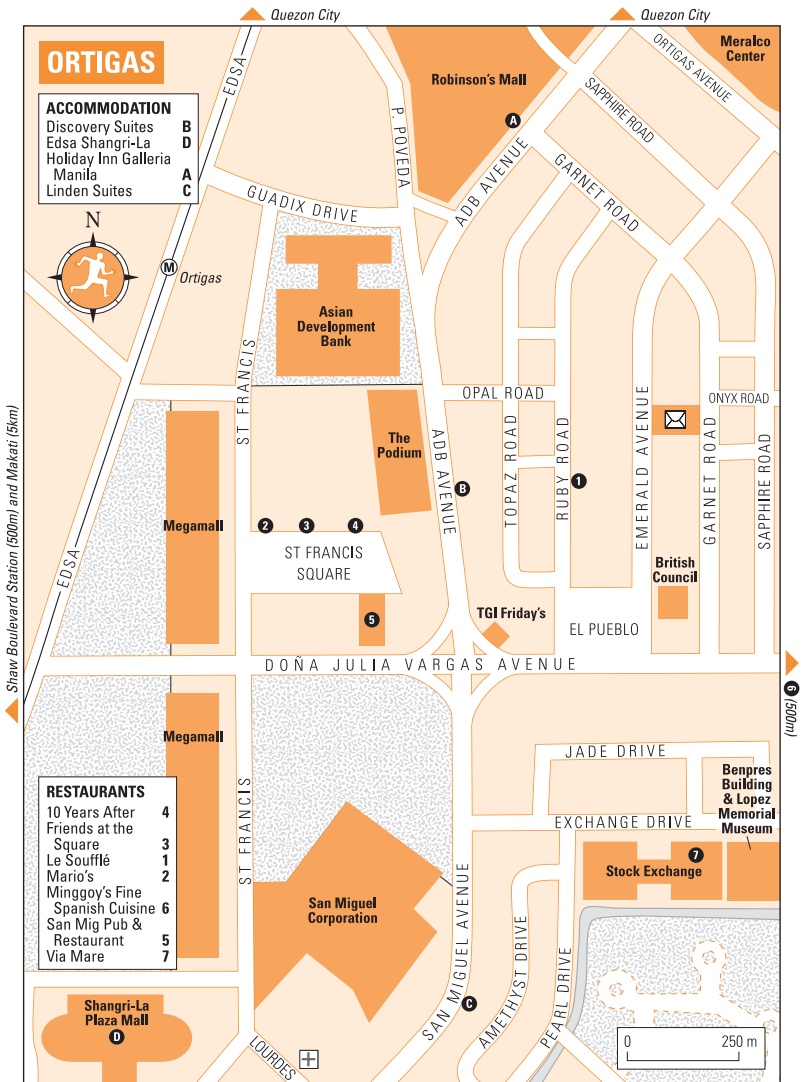 Quezon City
Quezon City
ORTIGAS
ACCOMMODATION
Discovery Suites B
Edsa Shangri-La D
Holiday Inn Galleria
Manila A
Linden Suites C
N
EDSA
P. POVEDA
Robinson's Mall
A
ORTIGAS AVENUE
Meralco
Center
SAPPHIRE ROAD
ADB AVENUE
GARNET ROAD
GUADIX DRIVE
M
Ortigas
Asian
Development
Bank
ST FRANCIS
OPAL ROAD
ONYX ROAD
The
Podium
ADB AVENUE
B
TOPAZ ROAD
RUBY ROAD
1
EMERALD AVENUE
GARNET ROAD
SAPPHIRE ROAD
Megamall
2
3
4
ST FRANCIS
SQUARE
5
EDSA
Shaw Boulevard Station (500m) and Makati (5km)
British
Council
TGI Friday's
EL PUEBLO
DOÑA JULIA VARGAS AVENUE
6 (500m)
Megamall
JADE DRIVE
Benpres
Building
& Lopez
Memorial
Museum
EXCHANGE DRIVE
RESTAURANTS
10 Years After 4
Friends at the
Square 3
Le Soufflé 1
Mario's 2
Minggoy's Fine
Spanish Cuisine 6
San Mig Pub &
Restaurant 5
Via Mare 7
ST FRANCIS
7
Stock Exchange
San Miguel
Corporation
SAN MIGUEL AVENUE
C
AMETHYST DRIVE
PEARL DRIVE
Shangri-La
Plaza Mall
D
LOURDES
0 250 m